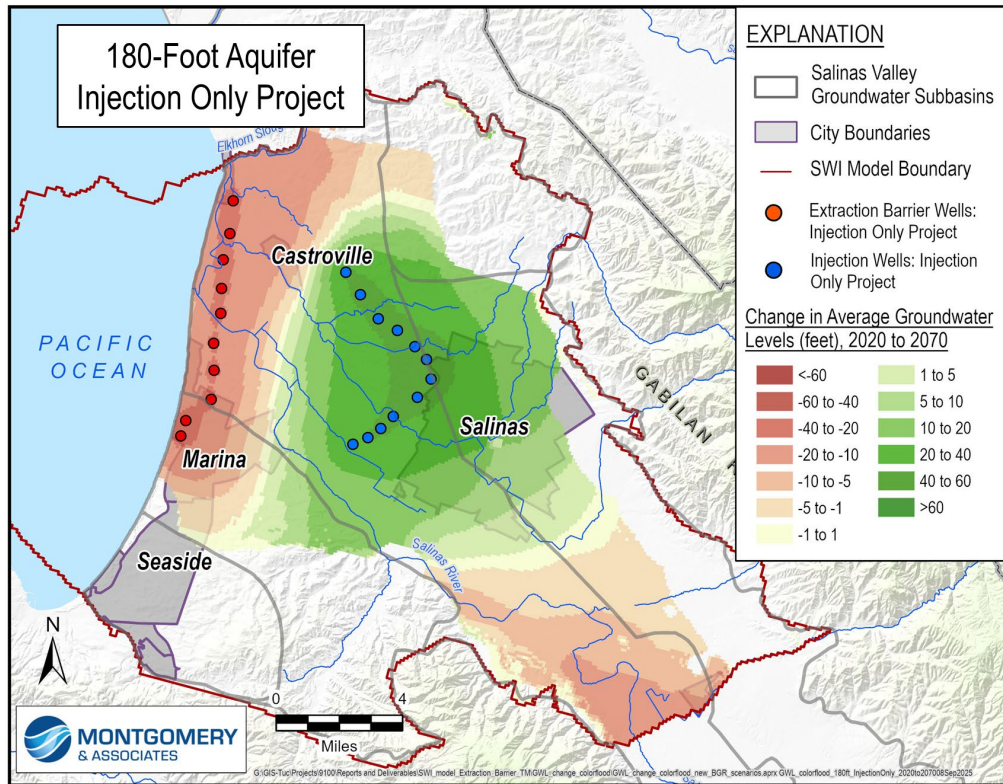 180-Foot Aquifer
Injection Only Project
EXPLANATION
Salinas Valley
Groundwater Subbasins
City Boundaries
SWI Model Boundary
Extraction Barrier Wells:
Injection Only Project
Injection Wells: Injection
Only Project
Change in Average Groundwater
Levels (feet), 2020 to 2070
<-60
-60 to -40
-40 to -20
-20 to -10
-10 to -5
-5 to -1
-1 to 1
1 to 5
5 to 10
10 to 20
20 to 40
40 to 60
>60
Castroville
PACIFIC
OCEAN
GABILAN
Salinas
Marina
Seaside
Salinas
River
N
0 4
Miles
MONTGOMERY
& ASSOCIATES